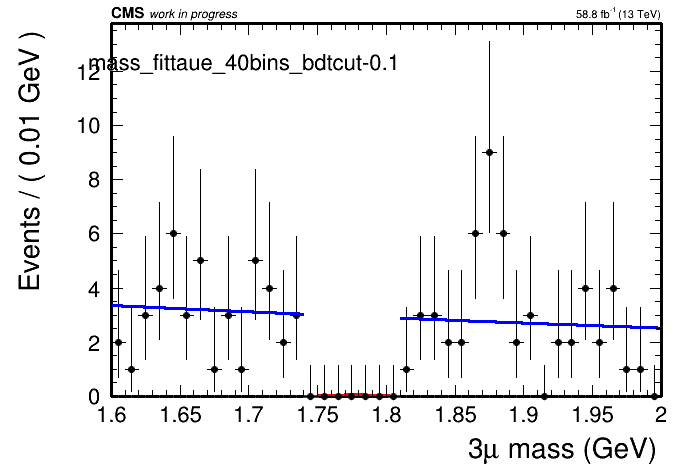 CMS work in progress
58.8 fb-1 (13 TeV)
mass_fittaue_40bins_bdtcut-0.1
Events / ( 0.01 GeV )
12
10
8
6
4
2
0
1.6 1.65 1.7 1.75 1.8 1.85 1.9 1.95 2
3μ mass (GeV)